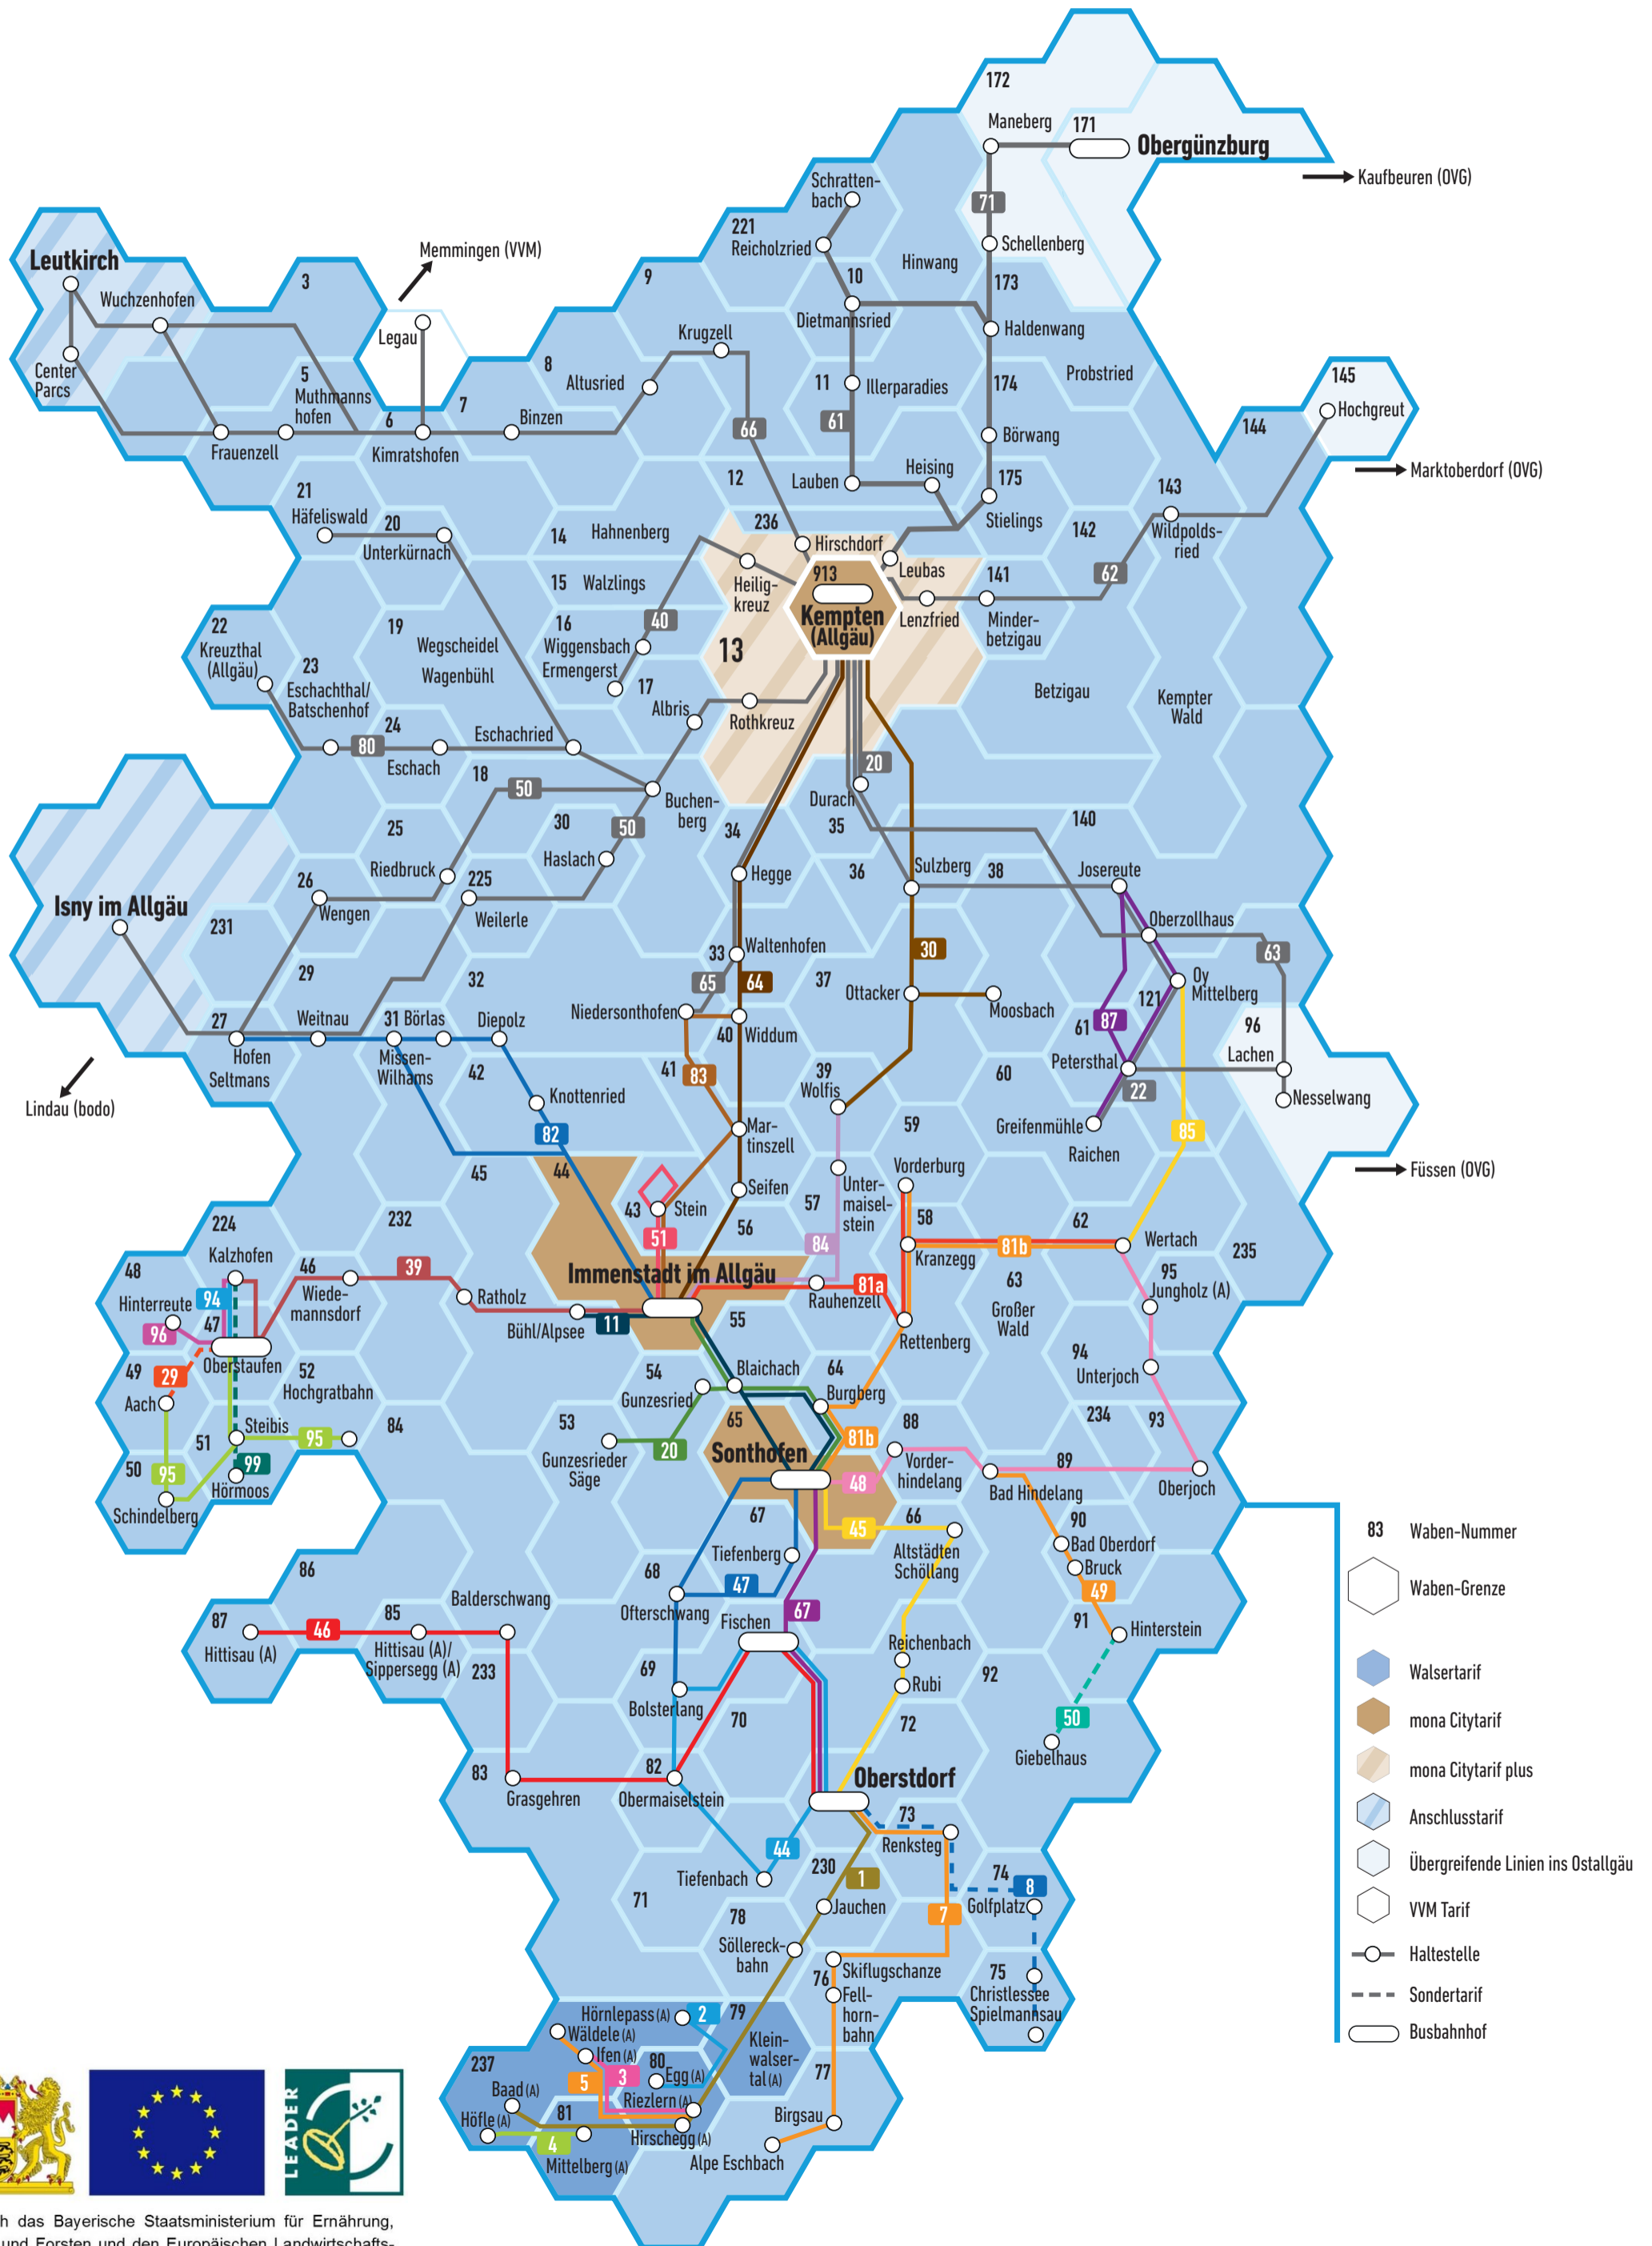 172
Maneberg
171
Obergünzburg
Kaufbeuren (OVG)
Schratten-
bach
71
221
Reicholzried
Schellenberg
Hinwang
Leutkirch
Memmingen (VVM)
3
9
10
173
Wuchzenhofen
Legau
Krugzell
Dietmannsried
Haldenwang
Center
Parcs
5
Muthmanns
hofen
8
Altusried
11
Illerparadies
174
Probstried
145
Hochgreut
6
7
Binzen
66
61
Börwang
144
Frauenzell
Kimratshofen
Marktoberdorf (OVG)
12
Lauben
Heising
175
21
Häfeliswald
20
Unterkürnach
14
Hahnenberg
236
Stielings
142
143
Wildpolds-
ried
Hirschdorf
15
Walzlings
Heilig-
kreuz
913
Leubas
141
62
Kempten
(Allgäu)
Lenzfried
Minder-
betzigau
22
Kreuzthal
(Allgäu)
19
16
40
Wiggensbach
13
Wegscheidel
Wagenbühl
Ermengerst
23
Eschachthal/
Batschenhof
17
Albris
Rothkreuz
Betzigau
Kempter
Wald
24
80
Eschach
Eschachried
18
50
Buchen-
berg
20
Durach
25
30
50
34
35
140
Riedbruck
Haslach
Hegge
36
Sulzberg
38
Josereute
26
Wengen
225
Weilerle
Isny im Allgäu
231
Oberzollhaus
33
Waltenhofen
30
63
29
32
65
64
37
Ottacker
Moosbach
Oy
Mittelberg
121
Niedersonthofen
27
Weitnau
31
Börlas
Diepolz
40
Widdum
61
87
96
Hofen
Seltmans
Missen-
Wilhams
Lachen
Petersthal
42
41
83
39
Wolfis
60
22
Nesselwang
Lindau (bodo)
Knottenried
Greifenmühle
82
Mar-
tinszell
59
85
Raichen
Füssen (OVG)
45
44
Vorderburg
43
Stein
Seifen
57
Unter-
maisel-
stein
58
224
232
51
56
62
Wertach
84
Kranzegg
81b
235
Kalzhofen
48
46
39
Immenstadt im Allgäu
63
95
Jungholz (A)
Hinterreute
94
Wiede-
mannsdorf
Ratholz
Rauhenzell
81a
Großer
Wald
47
96
Bühl/Alpsee
11
55
Rettenberg
Oberstaufen
49
29
52
Hochgratbahn
54
Blaichach
64
94
Unterjoch
Aach
Gunzesried
Burgberg
Steibis
84
53
65
88
234
93
51
95
Sonthofen
81b
Gunzesrieder
Säge
20
50
95
99
48
Vorder-
hindelang
89
Hörmoos
Bad Hindelang
Oberjoch
Schindelberg
67
45
66
90
83
Waben-Nummer
Tiefenberg
Altstädten
Schöllang
Bad Oberdorf
86
68
47
Bruck
Waben-Grenze
49
Balderschwang
Ofterschwang
67
87
46
85
Fischen
91
Hinterstein
Hittisau (A)
Hittisau (A)/
Sippersegg (A)
Reichenbach
233
69
92
Walsertarif
Bolsterlang
Rubi
70
72
50
mona Citytarif
Giebelhaus
83
82
Oberstdorf
mona Citytarif plus
Grasgehren
Obermaiselstein
73
Anschlusstarif
44
Renksteg
Übergreifende Linien ins Ostallgäu
Tiefenbach
230
1
74
8
71
Jauchen
7
Golfplatz
VVM Tarif
78
Söllereck-
bahn
Haltestelle
Skiflugschanze
76
75
Fell-
horn-
bahn
Christlessee
Spielmannsau
Sondertarif
Hörnlepass (A)
2
79
Busbahnhof
Wäldele (A)
Klein-
walser-
tal (A)
Ifen (A)
237
80
Egg (A)
77
5
3
Baad (A)
Riezlern (A)
Höfle (A)
81
Birgsau
4
Hirschegg (A)
Mittelberg (A)
Alpe Eschbach
LEADER
h das Bayerische Staatsministerium für Ernährung,
und Forsten und den Europäischen Landwirtschafts-